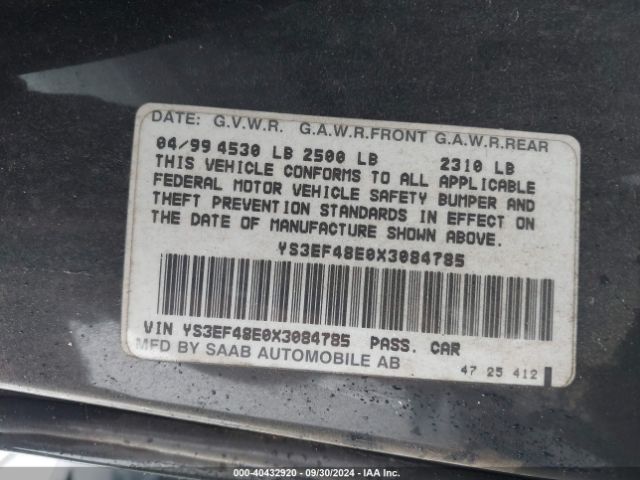 DATE: G.V.W.R. G.A.W.R.FRONT G.A.W.R.REAR
04/99 4530 LB 2500 LB 2310 LB
THIS VEHICLE CONFORMS TO ALL APPLICABLE
FEDERAL MOTOR VEHICLE SAFETY BUMPER AND
THEFT PREVENTION STANDARDS IN EFFECT ON
THE DATE OF MANUFACTURE SHOWN ABOVE.
YS3EF48E0X3084785
VIN YS3EF48E0X3084785 PASS. CAR
MFD BY SAAB AUTOMOBILE AB
47 25 412
000-40432920 - 09/30/2024 - IAA Inc.